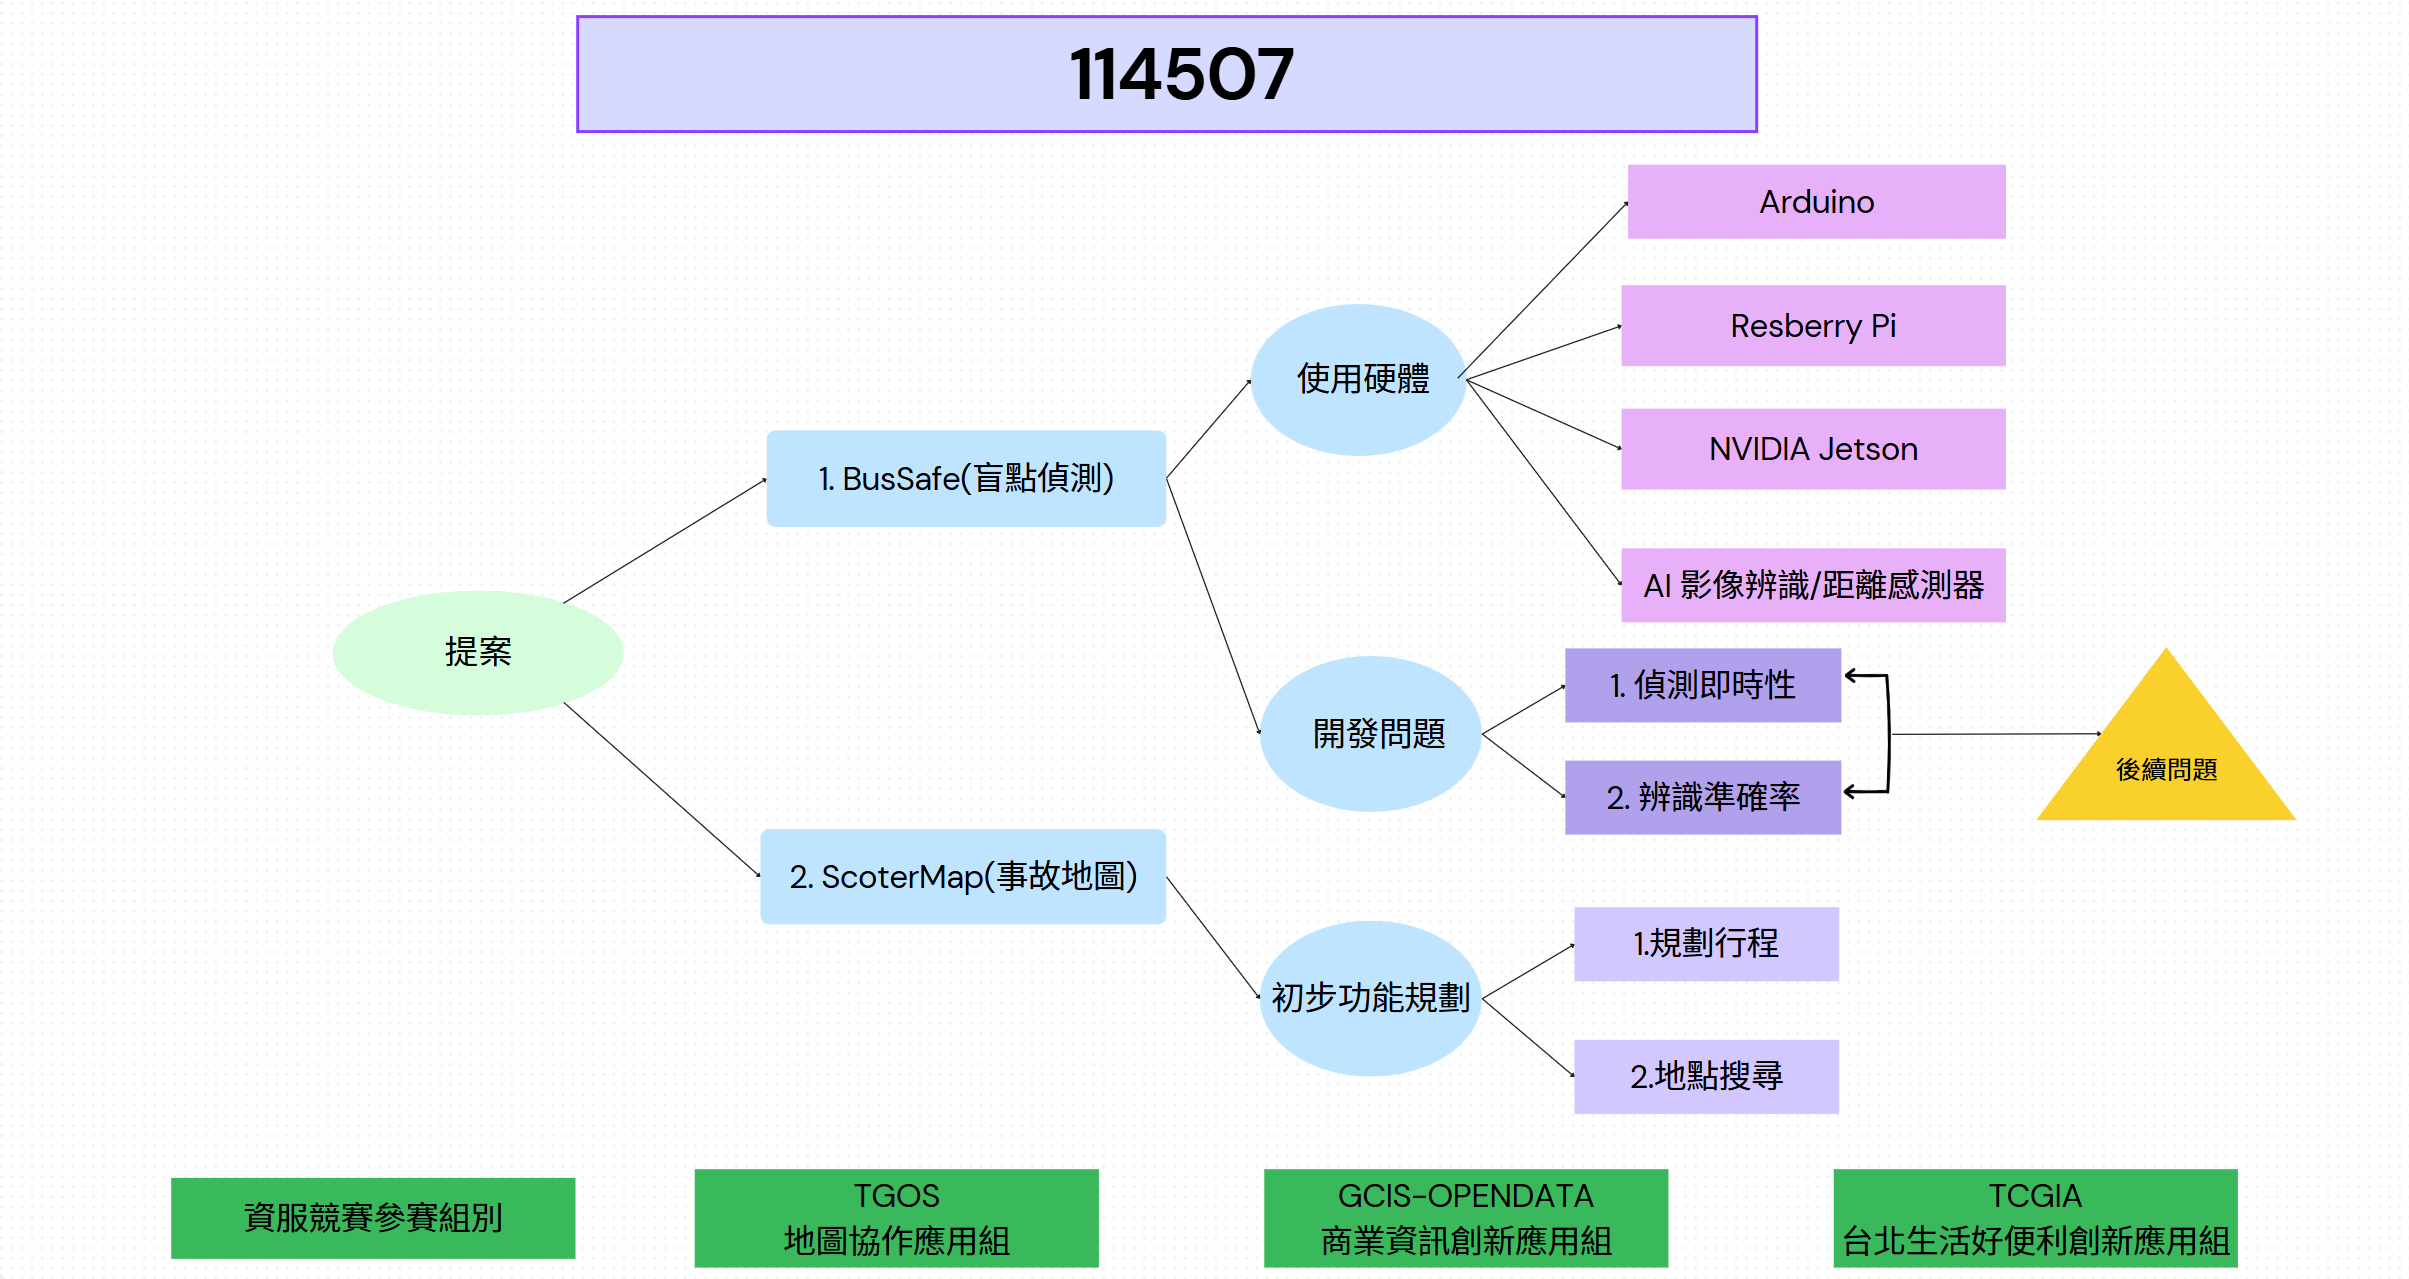 114507
提案
1. BusSafe(盲點偵測)
使用硬體
Arduino
Resberry Pi
NVIDIA Jetson
AI 影像辨識/距離感測器
開發問題
1. 偵測即時性
2. 辨識準確率
後續問題
2. ScoterMap(事故地圖)
初步功能規劃
1.規劃行程
2.地點搜尋
資服競賽參賽組別
TGOS
地圖協作應用組
GCIS-OPENDATA
商業資訊創新應用組
TCGIA
台北生活好便利創新應用組